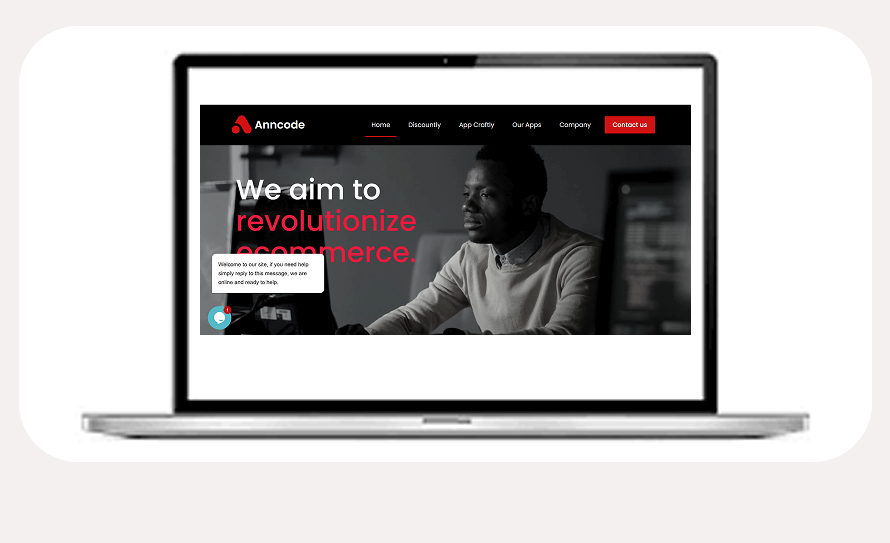 Anncode
Home Discountly App Craftly Our Apps Company Contact us
We aim to
revolutionize
ecommerce.
Welcome to our site, if you need help
simply reply to this message, we are
online and ready to help.
1